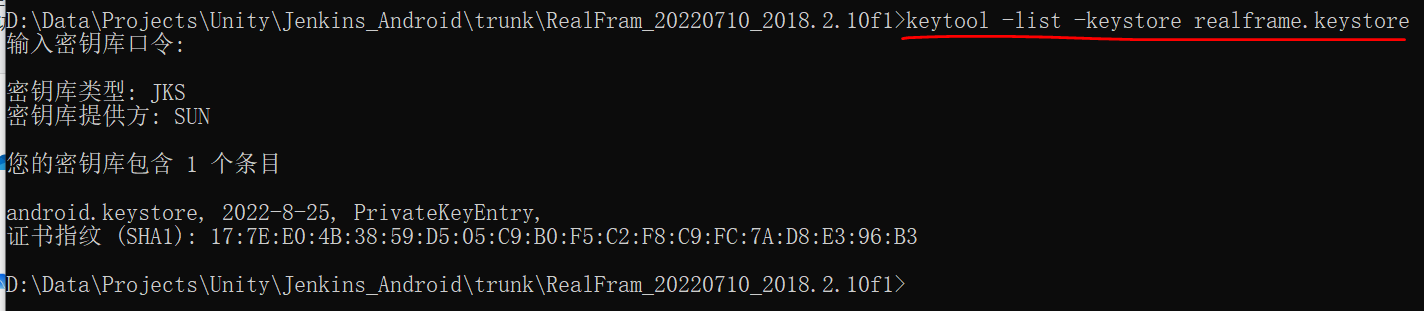 D:\Data\Projects\Unity\Jenkins_Android\trunk\RealFram_20220710_2018.2.10f1>keytool -list -keystore realframe.keystore
输入密钥库口令:
密钥库类型: JKS
密钥库提供方: SUN
您的密钥库包含 1 个条目
android.keystore, 2022-8-25, PrivateKeyEntry,
证书指纹 (SHA1): 17:7E:E0:4B:38:59:D5:05:C9:B0:F5:C2:F8:C9:FC:7A:D8:E3:96:B3
D:\Data\Projects\Unity\Jenkins_Android\trunk\RealFram_20220710_2018.2.10f1>